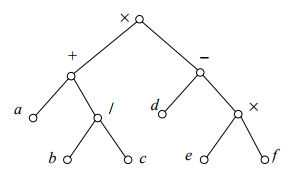 ×
+ −
a / d ×
b c e f